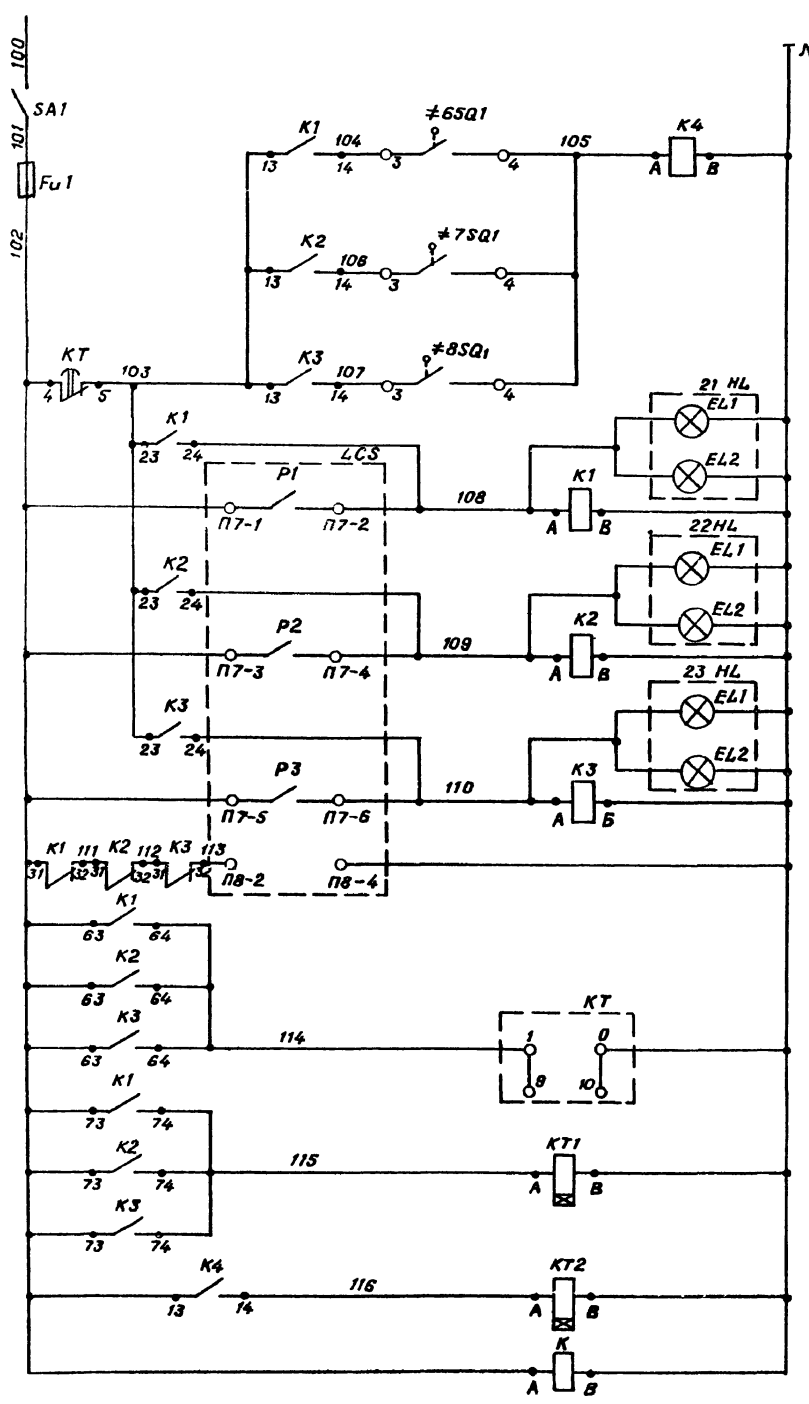 100
SA1
101
Fu1
102
K1 104 ≠6SQ1 105 K4
13 14 3 4 A B
K2 106 ≠7SQ1
13 14 3 4
KT 103 K3 107 ≠8SQ1
4 5 13 14 3 4
21 HL
K1 EL1
23 24 LCS
P1 K1 EL2
108
П7-1 П7-2 A B
22HL
K2 EL1
23 24
P2 109 K2 EL2
П7-3 П7-4 A B
23 HL
K3 EL1
23 24
P3 110 K3 EL2
П7-5 П7-6 A Б
K1 111 K2 112 K3 113
31 32 31 32 31 32 П8-2 П8-4
K1
63 64
K2
63 64
K3 114 KT
63 64 1 0
9 10
K1
73 74
K2 115 KT1
73 74 A B
K3
73 74
K4 116 KT2
13 14 A B
K
A B